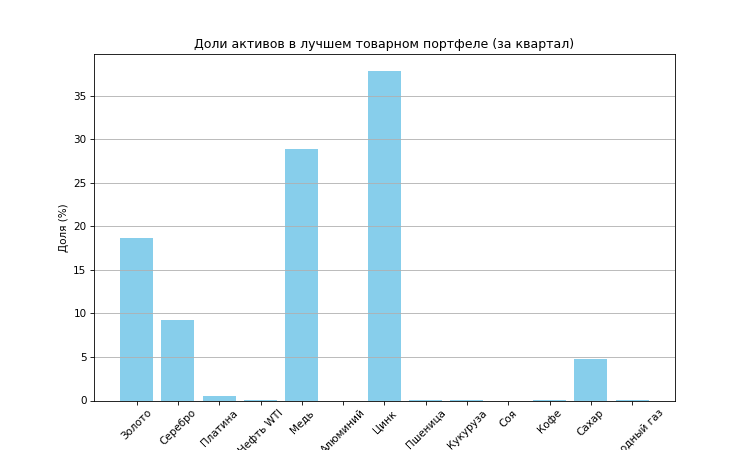 Доли активов в лучшем товарном портфеле (за квартал)
Доля (%)
35
30
25
20
15
10
5
0
Золото
Серебро
Платина
Нефть WTI
Медь
Алюминий
Цинк
Пшеница
Кукуруза
Соя
Кофе
Сахар
газ